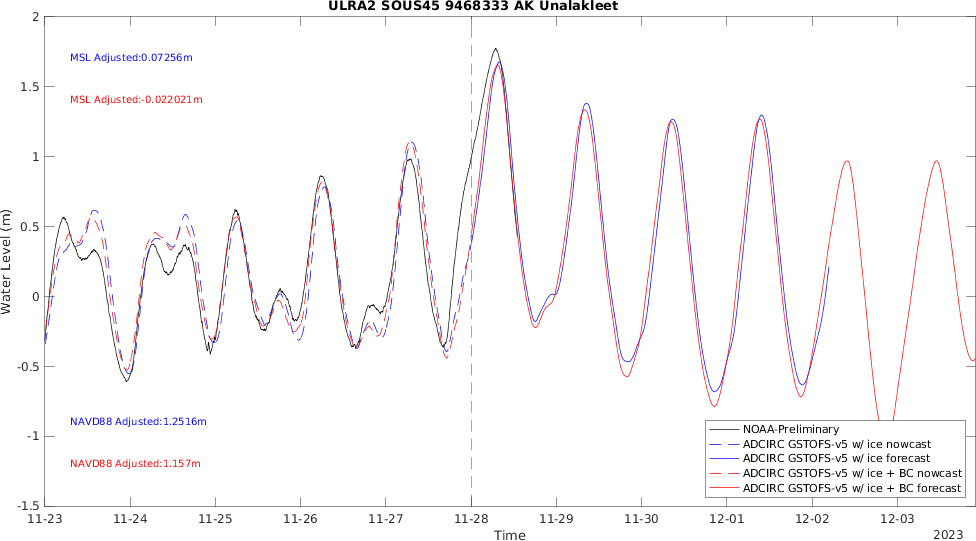 ULRA2 SOUS45 9468333 AK Unalakleet
2
1.5
1
0.5
0
-0.5
-1
-1.5
Water Level (m)
MSL Adjusted:0.07256m
MSL Adjusted:-0.022021m
NAVD88 Adjusted:1.2516m
NAVD88 Adjusted:1.157m
NOAA-Preliminary
ADCIRC GSTOFS-v5 w/ ice nowcast
ADCIRC GSTOFS-v5 w/ ice forecast
ADCIRC GSTOFS-v5 w/ ice + BC nowcast
ADCIRC GSTOFS-v5 w/ ice + BC forecast
11-23 11-24 11-25 11-26 11-27 11-28 11-29 11-30 12-01 12-02 12-03
Time
2023